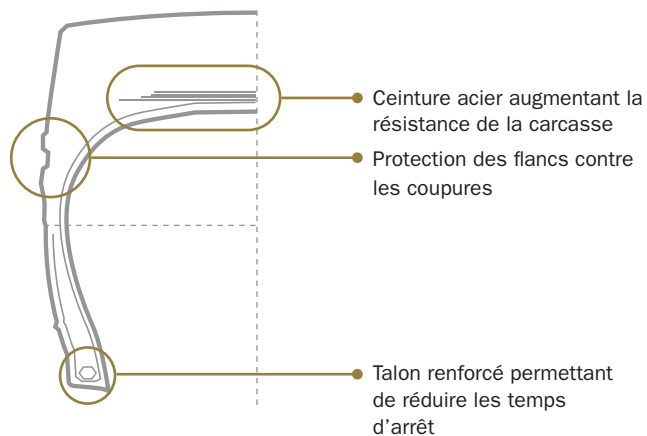 Ceinture acier augmentant la
résistance de la carcasse
Protection des flancs contre
les coupures
Talon renforcé permettant
de réduire les temps
d’arrêt